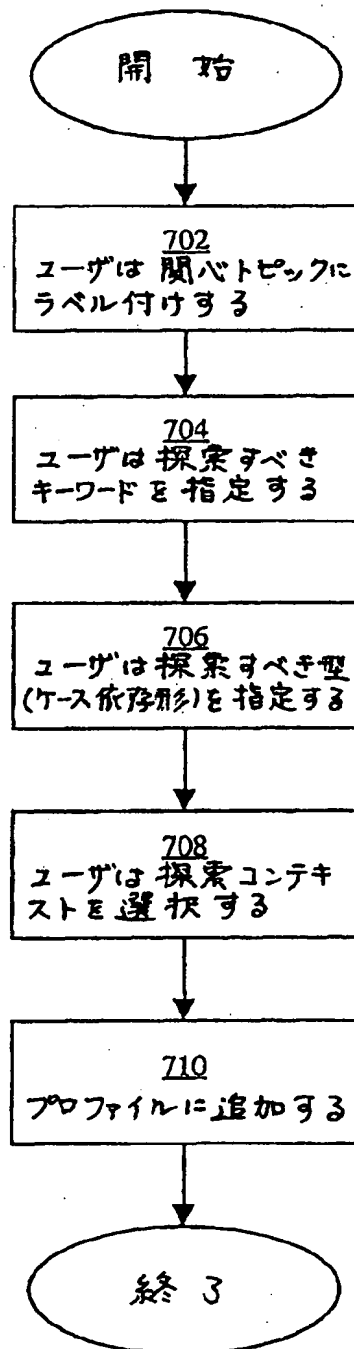 開 始
702
ユーザは 関心トピックに
ラベル付けする
704
ユーザは 探索すべき
キーワードを 指定する
706
ユーザは 探索すべき型
(ケース依存形)を 指定する
708
ユーザは 探索コンテキ
ストを 選択する
710
プロファイルに 追加する
終 了